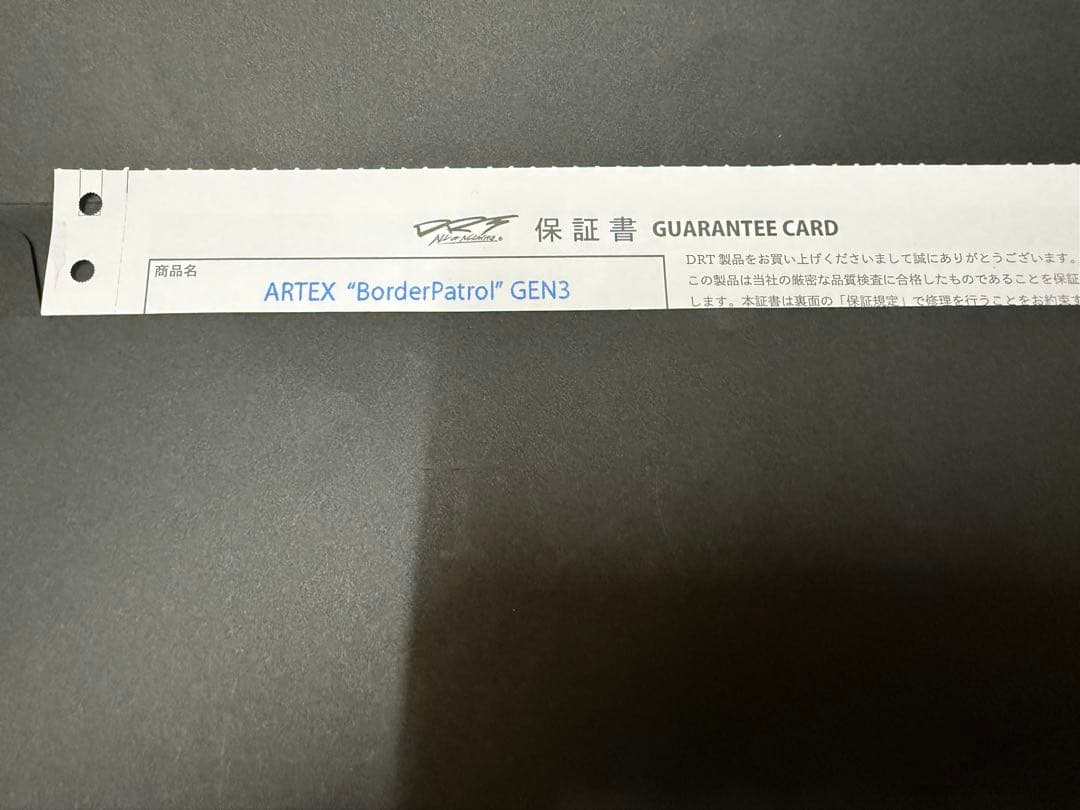 DRT 保証書 GUARANTEE CARD
商品名
ARTEX “BorderPatrol” GEN3
DRT 製品をお買い上げくださいまして誠にありがとうございます。
この製品は当社の厳密な品質検査に合格したものであることを保証
します。本証書は裏面の「保証規定」で修理を行うことをお約束す